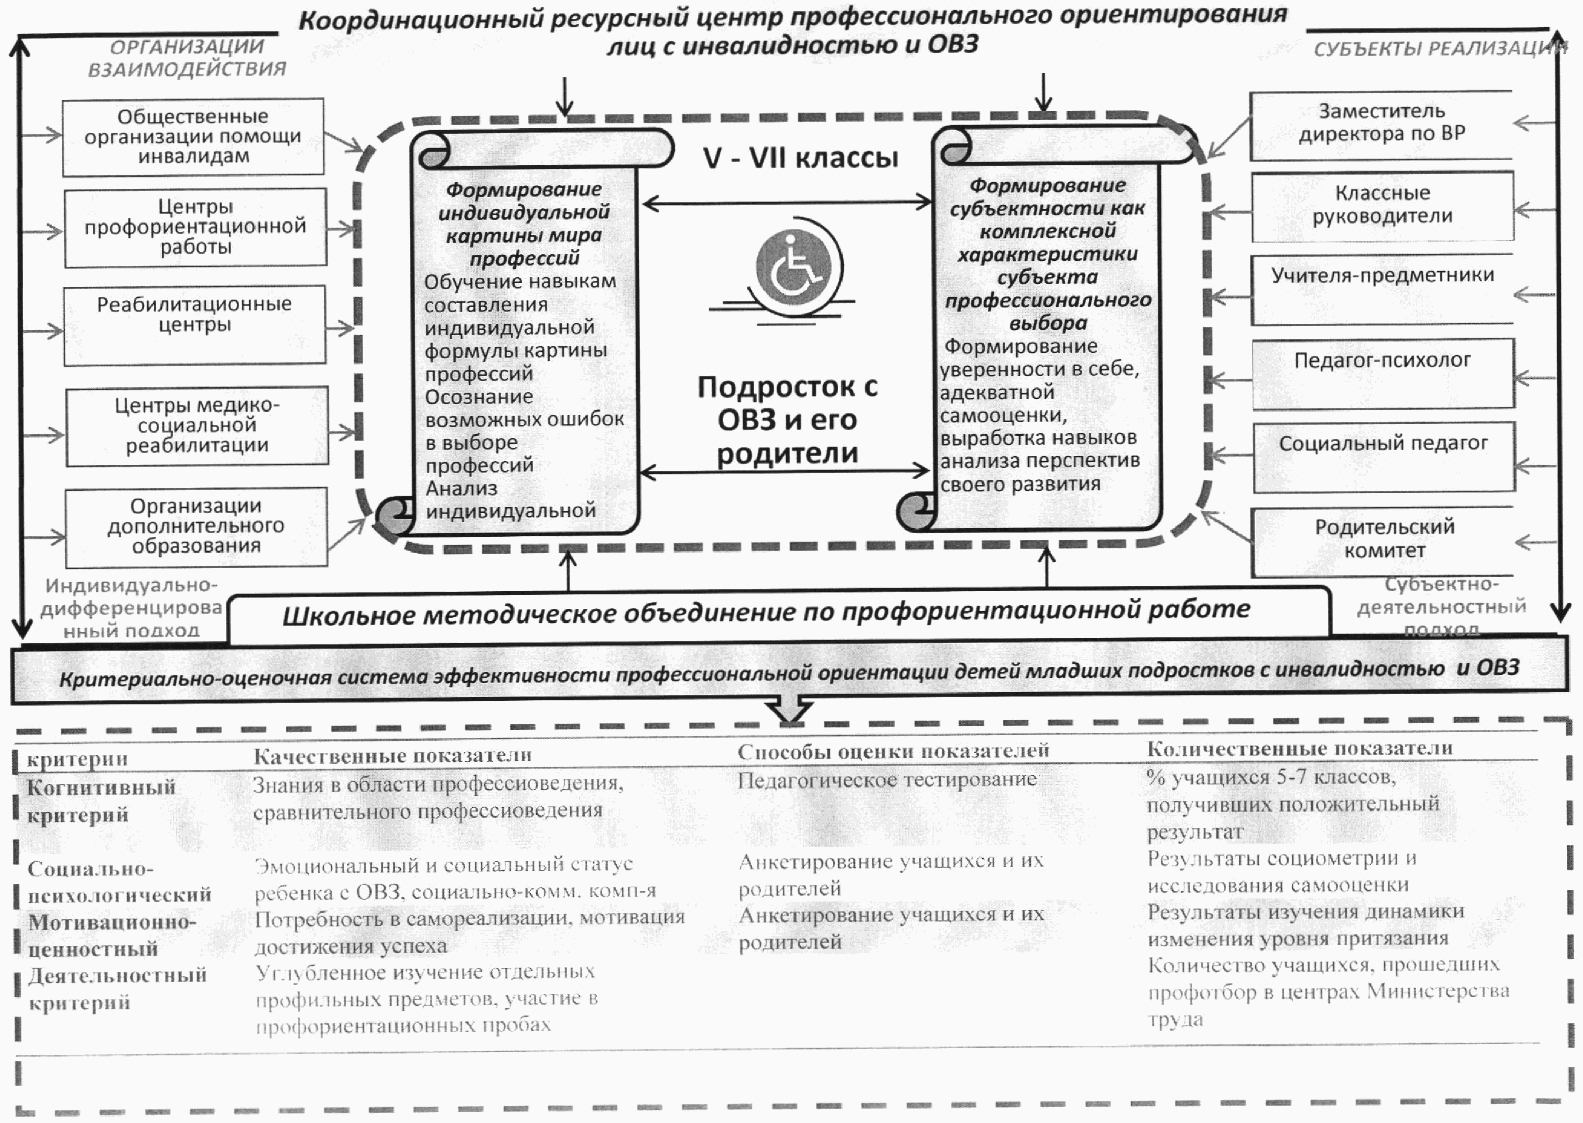 Координационный ресурсный центр профессионального ориентирования
лиц с инвалидностью и ОВЗ
ОРГАНИЗАЦИИ
ВЗАИМОДЕЙСТВИЯ
Общественные
организации помощи
инвалидам
Центры
профориентационной
работы
Реабилитационные
центры
Центры медико-
социальной
реабилитации
Организации
дополнительного
образования
Индивидуально-
дифференцирова
нный подход
Формирование
индивидуальной
картины мира
профессий
Обучение навыкам
составления
индивидуальной
формулы картины
профессий
Осознание
возможных ошибок
в выборе
профессий
Анализ
индивидуальной
V - VII классы
Подросток с
ОВЗ и его
родители
Формирование
субъектности как
комплексной
характеристики
субъекта
профессионального
выбора
Формирование
уверенности в себе,
адекватной
самооценки,
выработка навыков
анализа перспектив
своего развития
СУБЪЕКТЫ РЕАЛИЗАЦИИ
Заместитель
директора по ВР
Классные
руководители
Учителя-предметники
Педагог-психолог
Социальный педагог
Родительский
комитет
Субъектно-
деятельностный
подход
Школьное методическое объединение по профориентационной работе
Критериально-оценочная система эффективности профессиональной ориентации детей младших подростков с инвалидностью и ОВЗ
критерии Качественные показатели Способы оценки показателей Количественные показатели
Когнитивный Знания в области профессиоведения, Педагогическое тестирование % учащихся 5-7 классов,
критерий сравнительного профессиоведения получивших положительный
результат
Социально- Эмоциональный и социальный статус Анкетирование учащихся и их Результаты социометрии и
психологический ребенка с ОВЗ, социально-комм. комп-я родителей исследования самооценки
Мотивационно- Потребность в самореализации, мотивация Анкетирование учащихся и их Результаты изучения динамики
ценностный достижения успеха родителей изменения уровня притязания
Деятельностный Углубленное изучение отдельных Количество учащихся, прошедших
критерий профильных предметов, участие в профотбор в центрах Министерства
профориентационных пробах труда